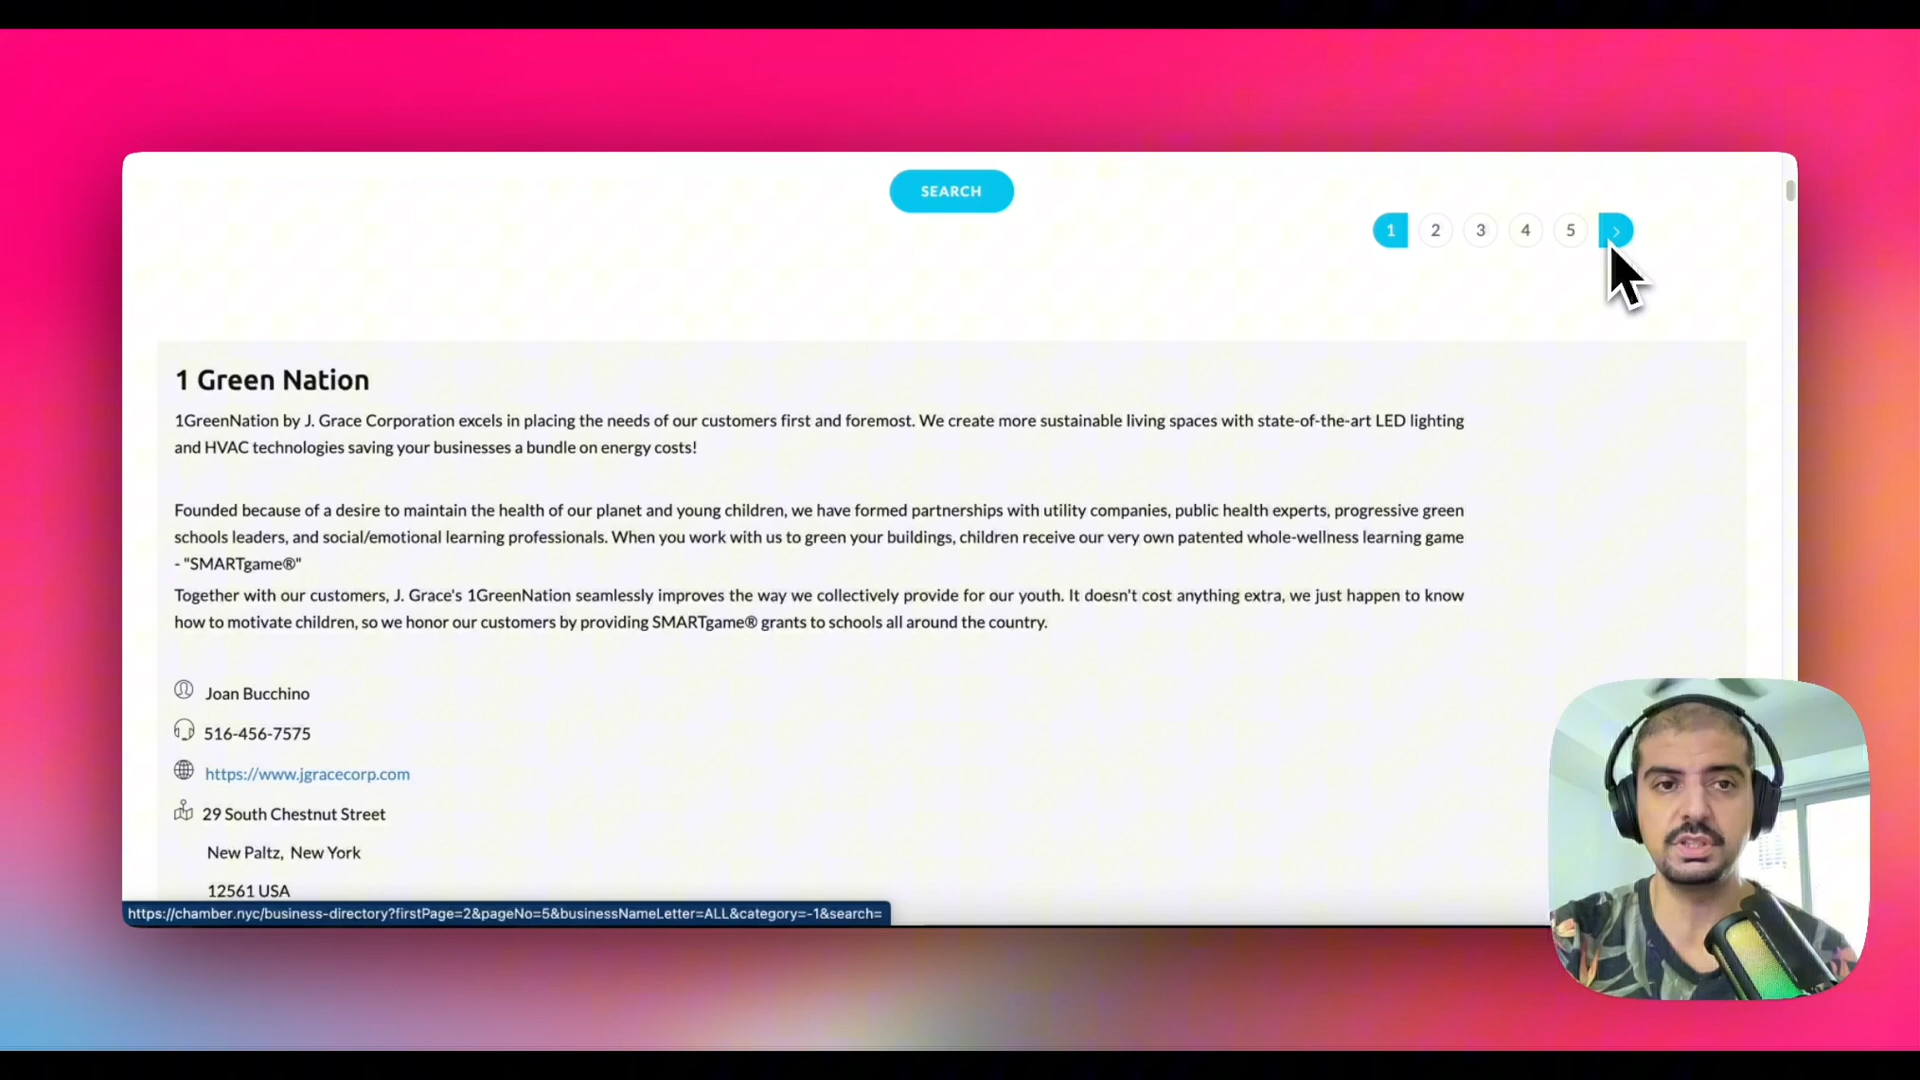 SEARCH
1 2 3 4 5 >
1 Green Nation
1GreenNation by J. Grace Corporation excels in placing the needs of our customers first and foremost. We create more sustainable living spaces with state-of-the-art LED lighting
and HVAC technologies saving your businesses a bundle on energy costs!
Founded because of a desire to maintain the health of our planet and young children, we have formed partnerships with utility companies, public health experts, progressive green
schools leaders, and social/emotional learning professionals. When you work with us to green your buildings, children receive our very own patented whole-wellness learning game
- "SMARTgame®"
Together with our customers, J. Grace's 1GreenNation seamlessly improves the way we collectively provide for our youth. It doesn't cost anything extra, we just happen to know
how to motivate children, so we honor our customers by providing SMARTgame® grants to schools all around the country.
Joan Bucchino
516-456-7575
https://www.jgracecorp.com
29 South Chestnut Street
New Paltz, New York
12561 USA
https://chamber.nyc/business-directory?firstPage=2&pageNo=5&businessNameLetter=ALL&category=-1&search=